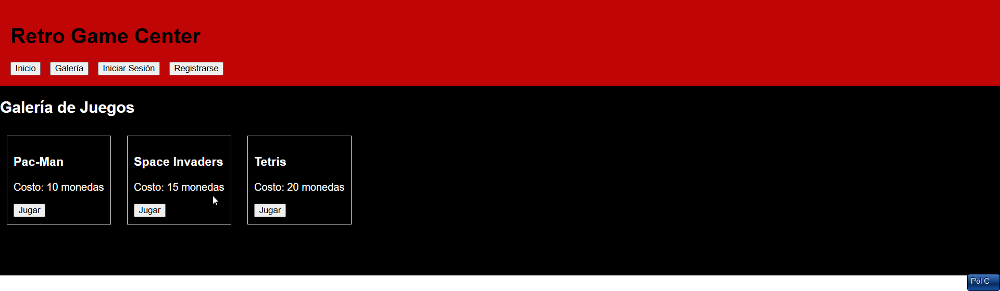 Retro Game Center
Inicio Galería Iniciar Sesión Registrarse
Galería de Juegos
Pac-Man
Costo: 10 monedas
Jugar
Space Invaders
Costo: 15 monedas
Jugar
Tetris
Costo: 20 monedas
Jugar
Pol C